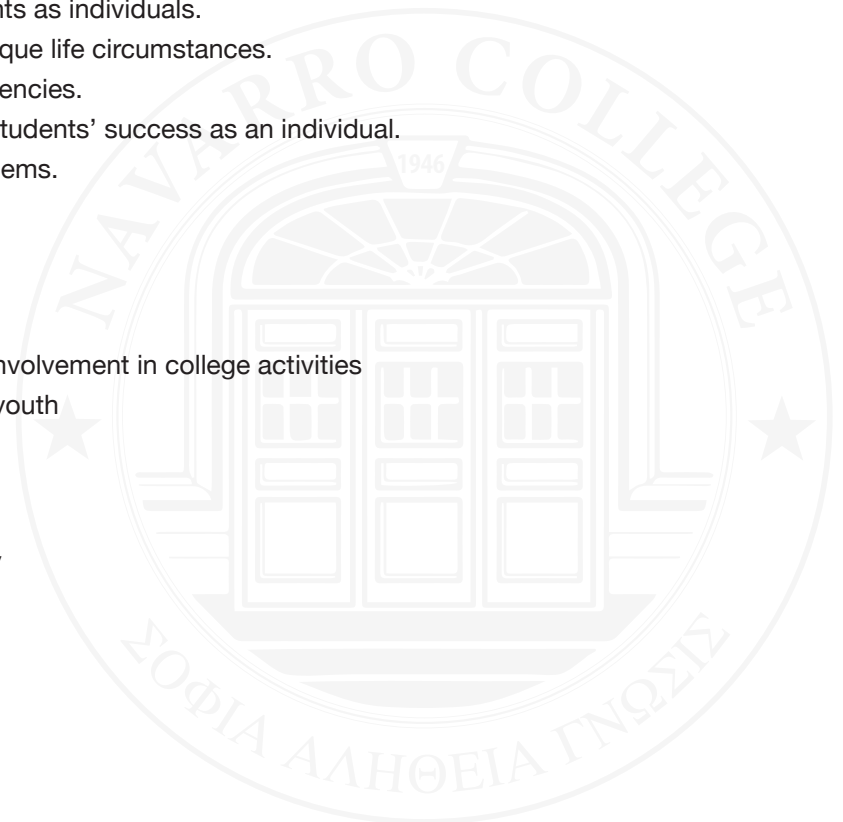 nts as individuals.
que life circumstances.
encies.
tudents’ success as an individual.
ems.
NAVARRO COLLEGE
1946
nvolvement in college activities
youth
ΣΟΦΙΑ ΑΛΗΘΕΙΑ ΓΝΩΣΙΣ